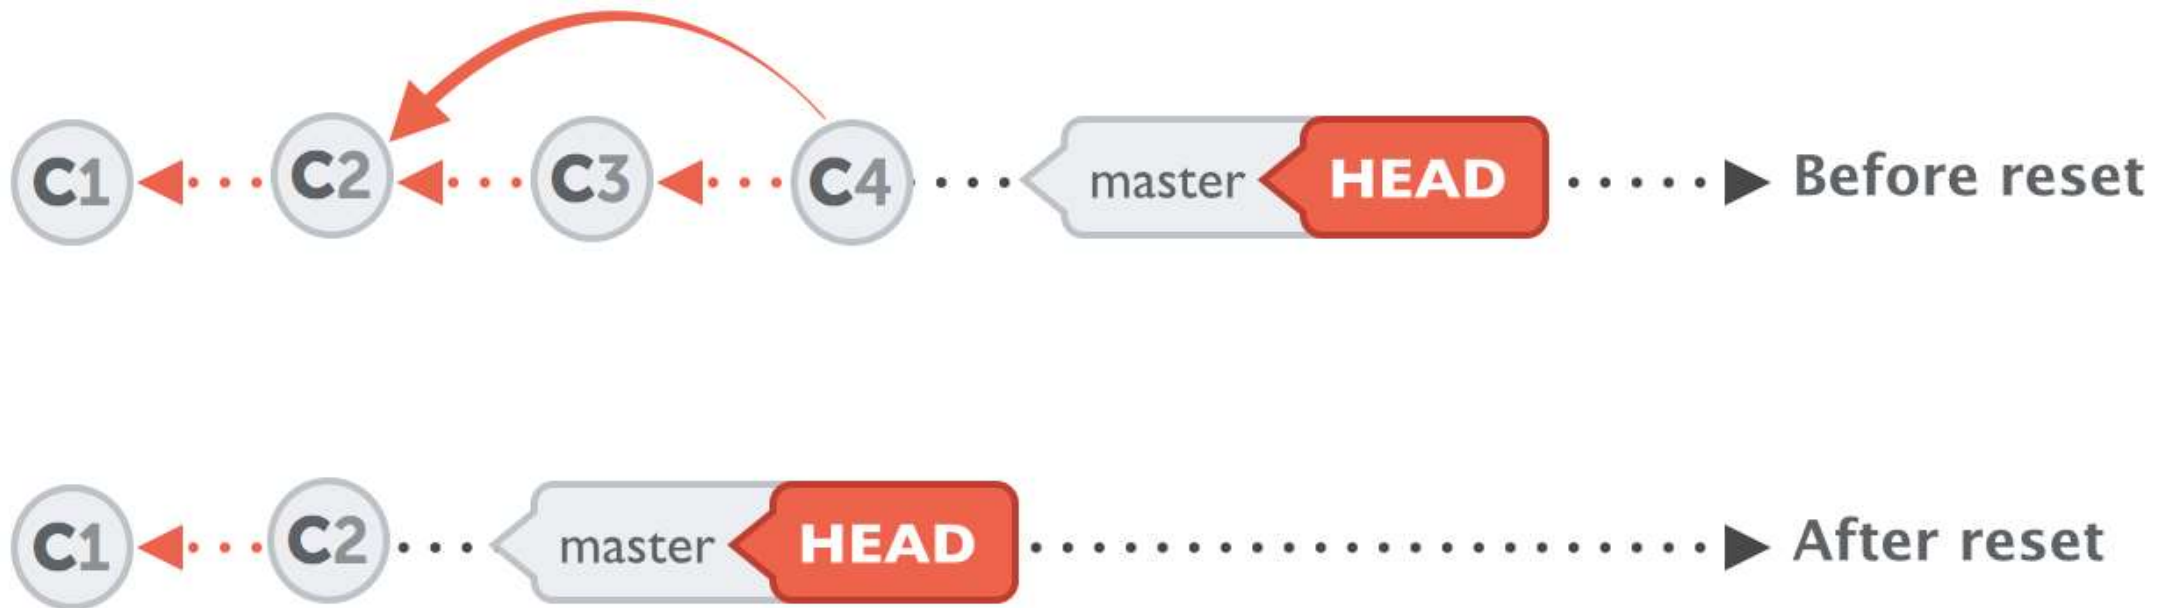 C1 C2 C3 C4 master HEAD Before reset
C1 C2 master HEAD After reset